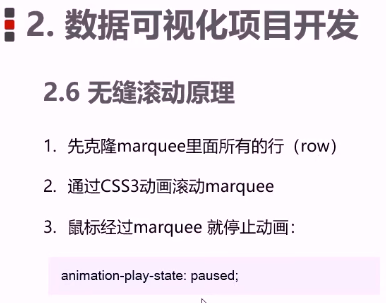 2. 数据可视化项目开发
2.6 无缝滚动原理
1. 先克隆marquee里面所有的行（row）
2. 通过CSS3动画滚动marquee
3. 鼠标经过marquee 就停止动画：
animation-play-state: paused;